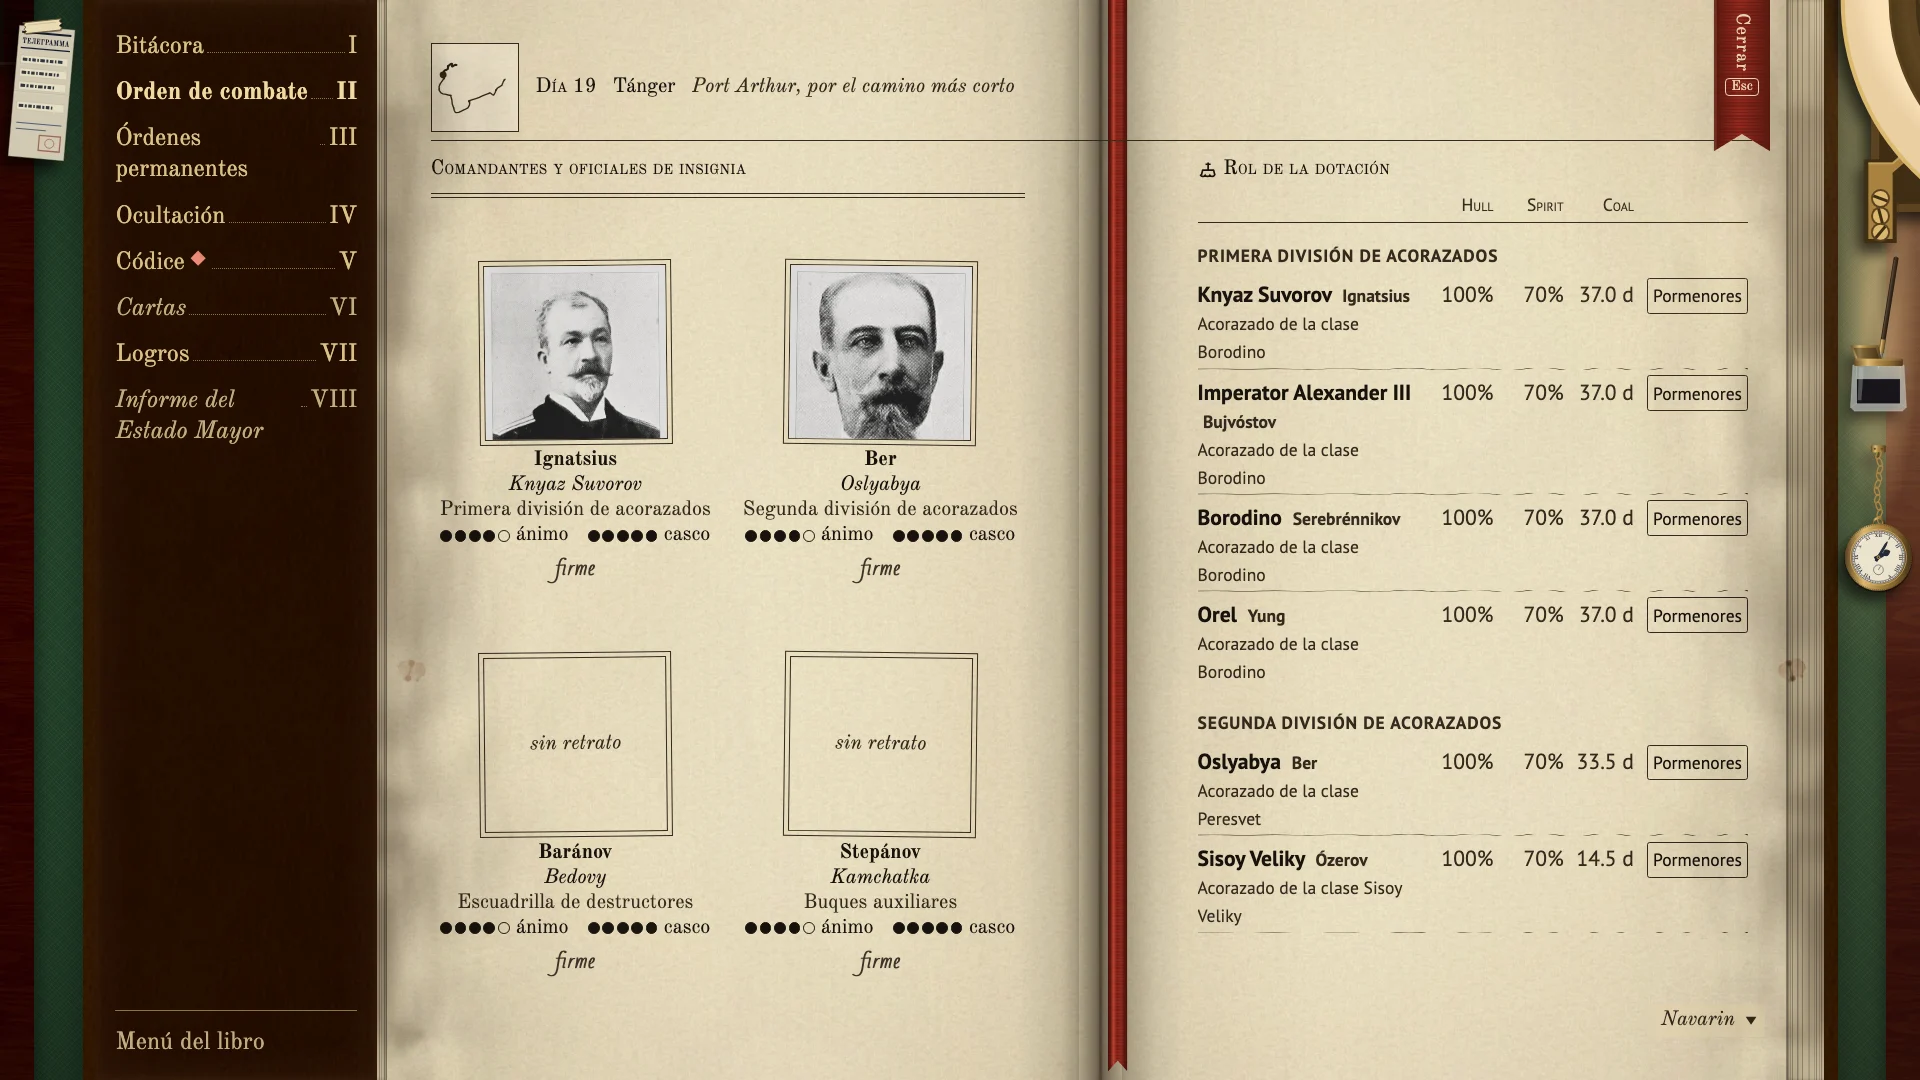 ТЕЛЕГРАММА
Bitácora I
Orden de combate II
Órdenes permanentes III
Ocultación IV
Códice V
Cartas VI
Logros VII
Informe del Estado Mayor VIII
Menú del libro
Día 19 Tánger Port Arthur, por el camino más corto
Comandantes y oficiales de insignia
Ignatsius
Knyaz Suvorov
Primera división de acorazados
ánimo casco
firme
Ber
Oslyabya
Segunda división de acorazados
ánimo casco
firme
sin retrato
Baránov
Bedovy
Escuadrilla de destructores
ánimo casco
firme
sin retrato
Stepánov
Kamchatka
Buques auxiliares
ánimo casco
firme
Cerrar
Esc
Rol de la dotación
Hull Spirit Coal
PRIMERA DIVISIÓN DE ACORAZADOS
Knyaz Suvorov Ignatsius 100% 70% 37.0 d Pormenores
Acorazado de la clase
Borodino
Imperator Alexander III 100% 70% 37.0 d Pormenores
Bujvóstov
Acorazado de la clase
Borodino
Borodino Serebrénnikov 100% 70% 37.0 d Pormenores
Acorazado de la clase
Borodino
Orel Yung 100% 70% 37.0 d Pormenores
Acorazado de la clase
Borodino
SEGUNDA DIVISIÓN DE ACORAZADOS
Oslyabya Ber 100% 70% 33.5 d Pormenores
Acorazado de la clase
Peresvet
Sisoy Veliky Ózerov 100% 70% 14.5 d Pormenores
Acorazado de la clase Sisoy
Veliky
Navarin